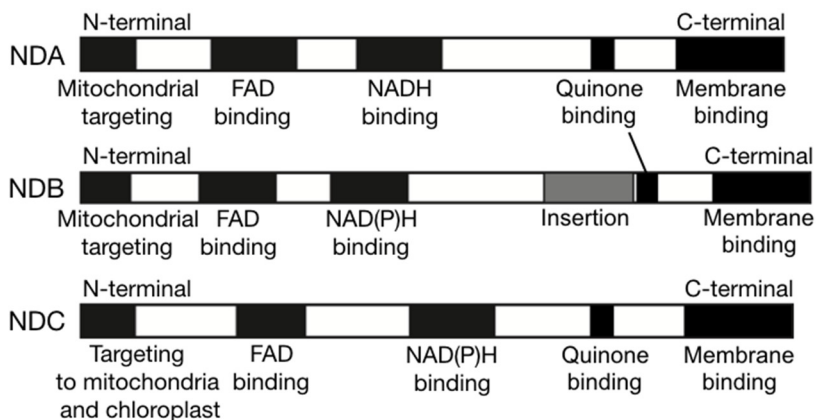 N-terminal C-terminal
NDA
Mitochondrial FAD NADH Quinone Membrane
targeting binding binding binding binding
N-terminal C-terminal
NDB
Mitochondrial FAD NAD(P)H Insertion Membrane
targeting binding binding binding
N-terminal C-terminal
NDC
Targeting FAD NAD(P)H Quinone Membrane
to mitochondria binding binding binding binding
and chloroplast